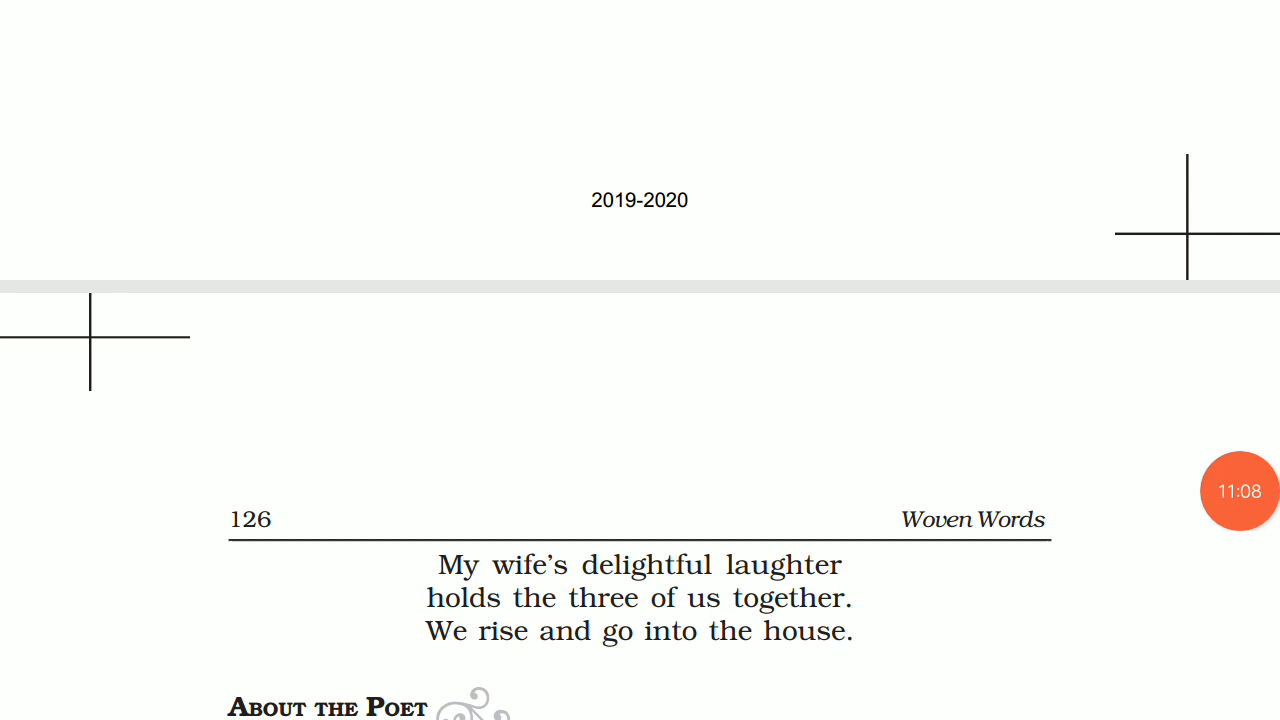 2019-2020
11:08
126 Woven Words
My wife's delightful laughter
holds the three of us together.
We rise and go into the house.
ABOUT THE POET